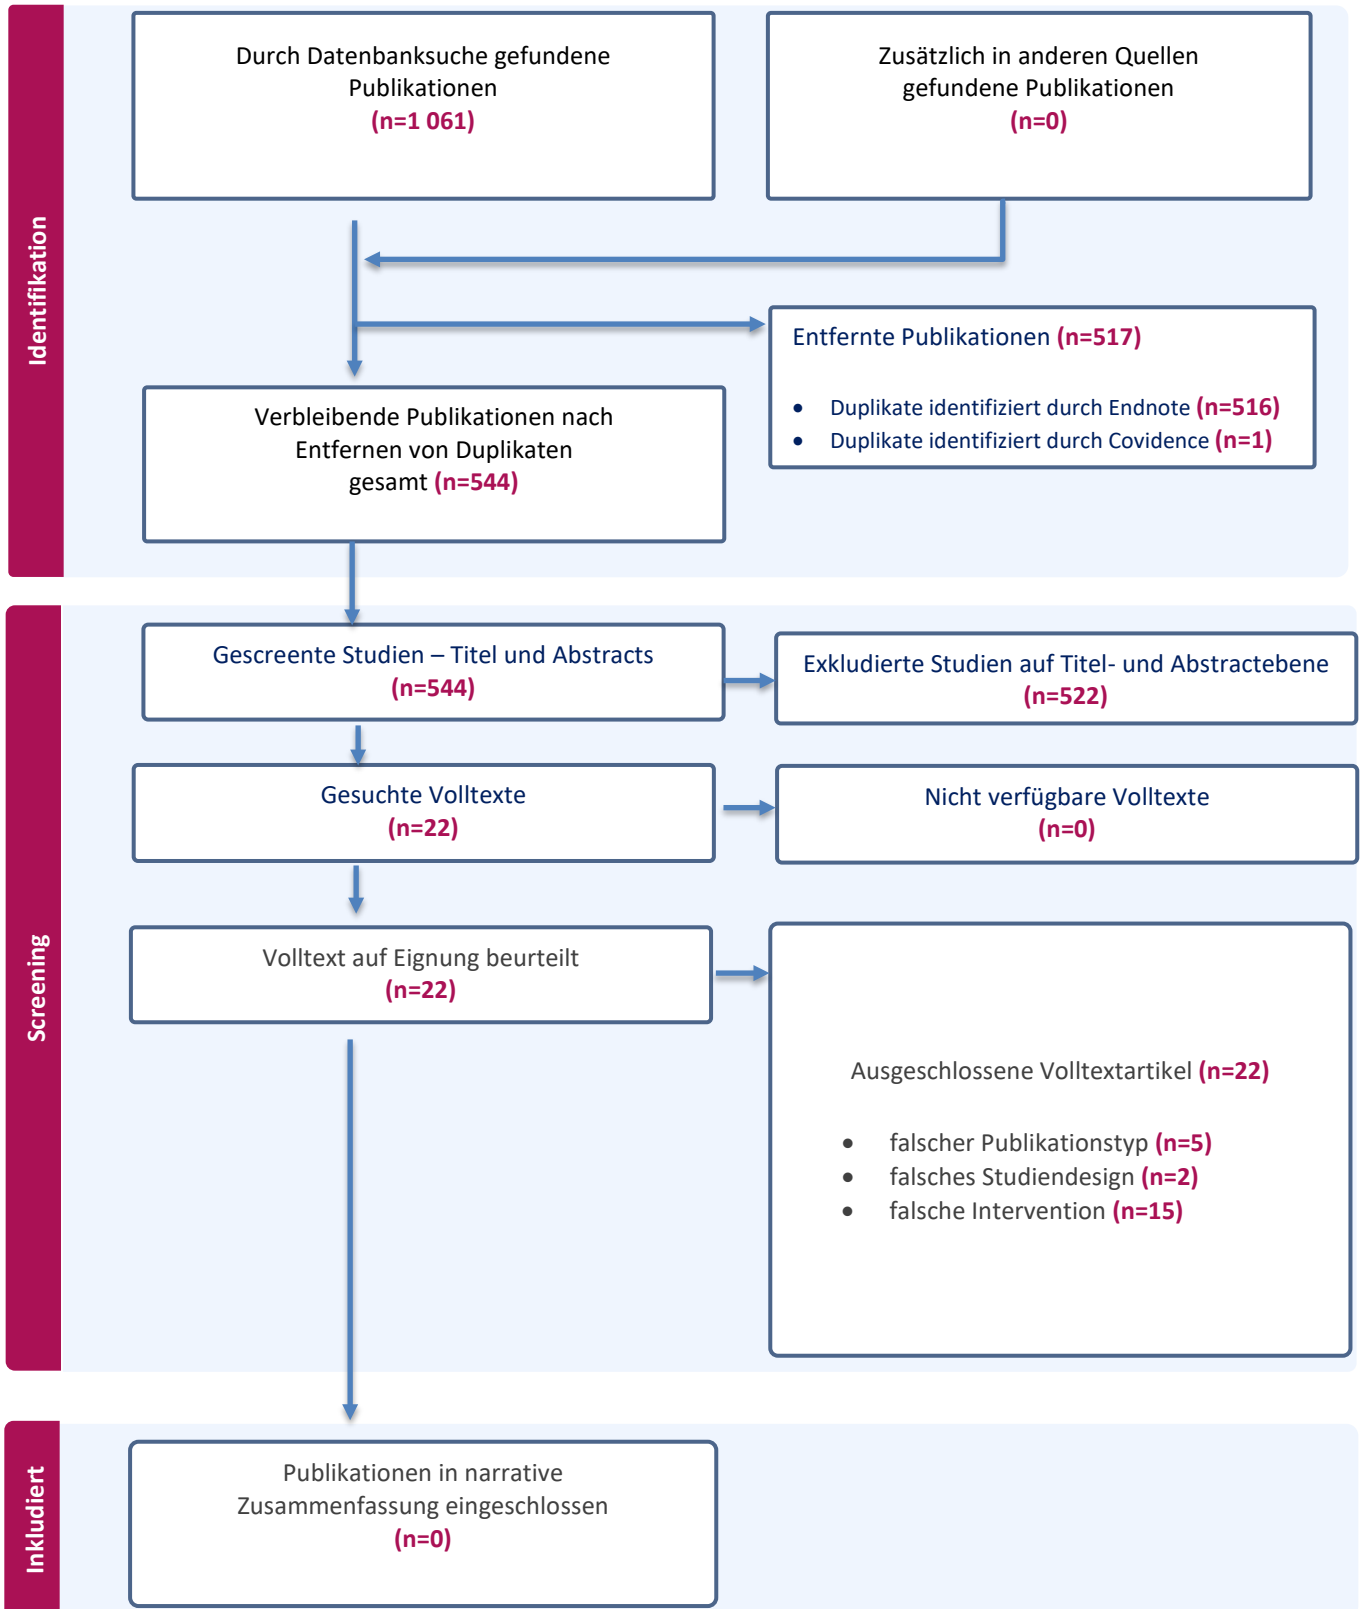 Identifikation
Durch Datenbanksuche gefundene
Publikationen
(n=1 061)
Zusätzlich in anderen Quellen
gefundene Publikationen
(n=0)
Entfernte Publikationen (n=517)
• Duplikate identifiziert durch Endnote (n=516)
• Duplikate identifiziert durch Covidence (n=1)
Verbleibende Publikationen nach
Entfernen von Duplikaten
gesamt (n=544)
Screening
Gescreente Studien – Titel und Abstracts
(n=544)
Exkludierte Studien auf Titel- und Abstractebene
(n=522)
Gesuchte Volltexte
(n=22)
Nicht verfügbare Volltexte
(n=0)
Volltext auf Eignung beurteilt
(n=22)
Ausgeschlossene Volltextartikel (n=22)
• falscher Publikationstyp (n=5)
• falsches Studiendesign (n=2)
• falsche Intervention (n=15)
Inkludiert
Publikationen in narrative
Zusammenfassung eingeschlossen
(n=0)